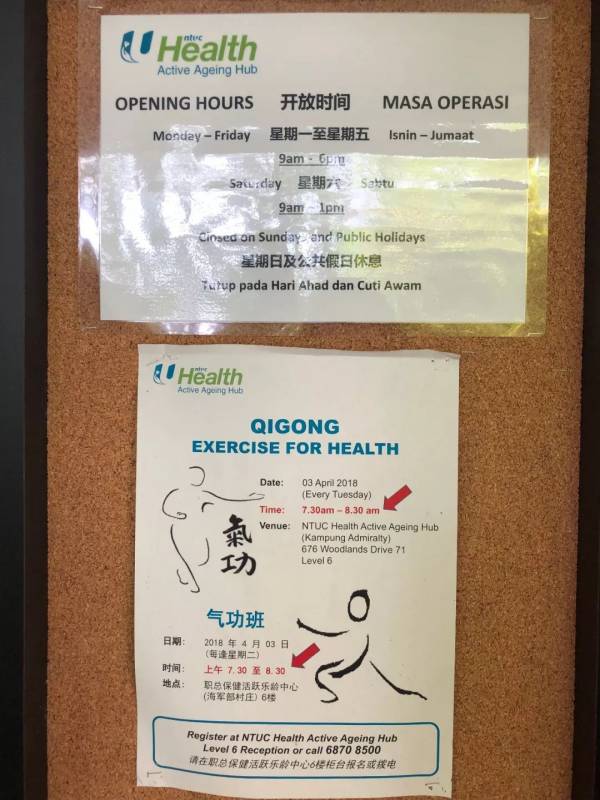 ntuc
Health
Active Ageing Hub
OPENING HOURS 开放时间 MASA OPERASI
Monday – Friday 星期一至星期五 Isnin – Jumaat
9am - 6pm
Saturday 星期六 Sabtu
9am – 1pm
Closed on Sundays and Public Holidays
星期日及公共假日休息
Tutup pada Hari Ahad dan Cuti Awam
ntuc
Health
Active Ageing Hub
QIGONG
EXERCISE FOR HEALTH
Date: 03 April 2018
(Every Tuesday)
Time: 7.30am – 8.30 am
Venue: NTUC Health Active Ageing Hub
(Kampung Admiralty)
676 Woodlands Drive 71
Level 6
氣功
气功班
日期: 2018 年 4 月 03 日
(每逢星期二)
时间: 上午 7. 30 至 8. 30
地点: 职总保健活跃乐龄中心
(海军部村庄) 6楼
Register at NTUC Health Active Ageing Hub
Level 6 Reception or call 6870 8500
请在职总保健活跃乐龄中心6楼柜台报名或拨电